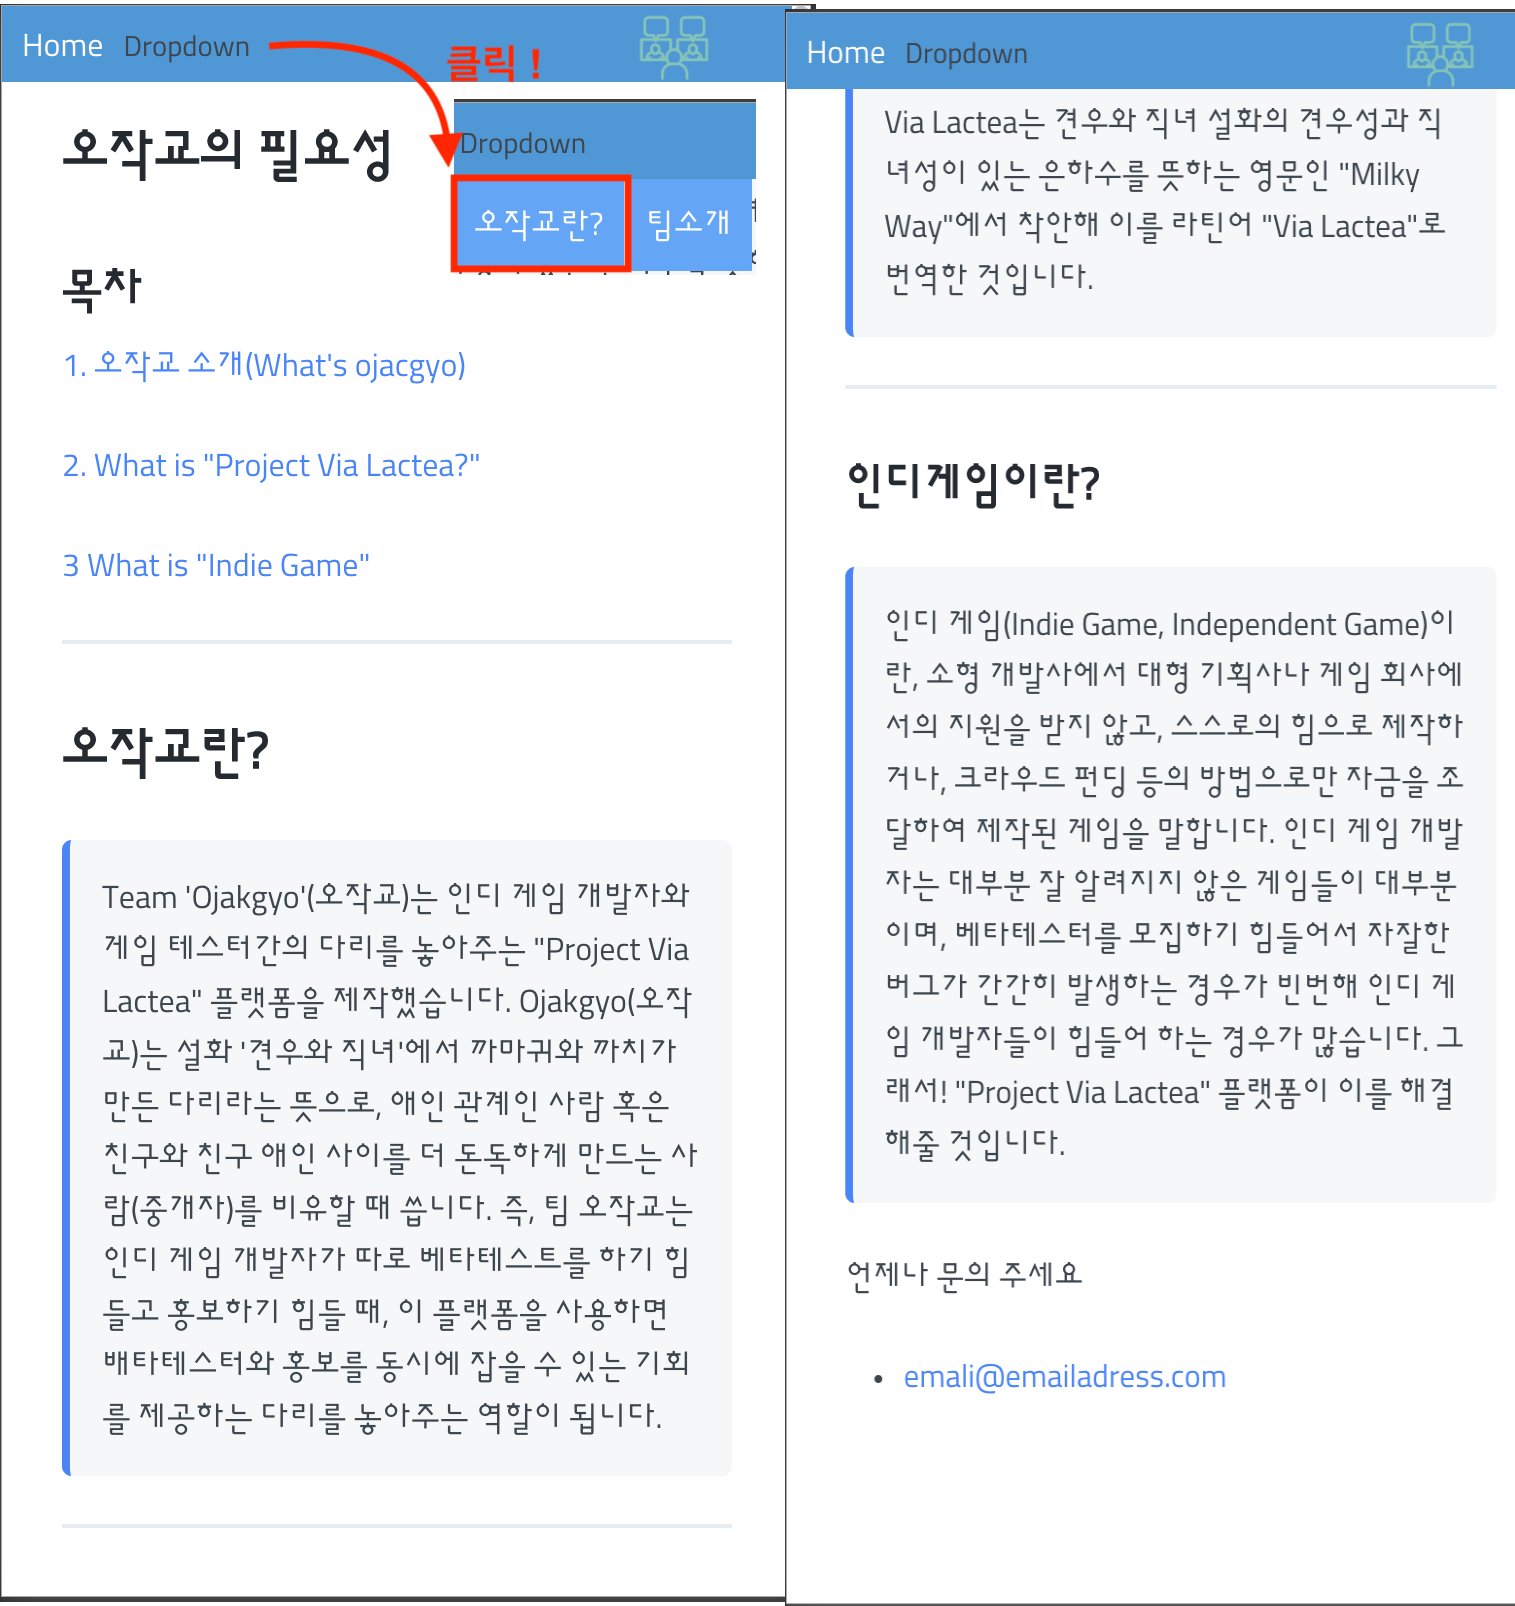 Home Dropdown
클릭 !
Dropdown
오작교란? 팀소개
오작교의 필요성
목차
1. 오작교 소개(What's ojacgyo)
2. What is "Project Via Lactea?"
3 What is "Indie Game"
오작교란?
Team 'Ojakgyo'(오작교)는 인디 게임 개발자와
게임 테스터간의 다리를 놓아주는 "Project Via
Lactea" 플랫폼을 제작했습니다. Ojakgyo(오작
교)는 설화 '견우와 직녀'에서 까마귀와 까치가
만든 다리라는 뜻으로, 애인 관계인 사람 혹은
친구와 친구 애인 사이를 더 돈독하게 만드는 사
람(중개자)를 비유할 때 씁니다. 즉, 팀 오작교는
인디 게임 개발자가 따로 베타테스트를 하기 힘
들고 홍보하기 힘들 때, 이 플랫폼을 사용하면
배타테스터와 홍보를 동시에 잡을 수 있는 기회
를 제공하는 다리를 놓아주는 역할이 됩니다.
Home Dropdown
Via Lactea는 견우와 직녀 설화의 견우성과 직
녀성이 있는 은하수를 뜻하는 영문인 "Milky
Way"에서 착안해 이를 라틴어 "Via Lactea"로
번역한 것입니다.
인디게임이란?
인디 게임(Indie Game, Independent Game)이
란, 소형 개발사에서 대형 기획사나 게임 회사에
서의 지원을 받지 않고, 스스로의 힘으로 제작하
거나, 크라우드 펀딩 등의 방법으로만 자금을 조
달하여 제작된 게임을 말합니다. 인디 게임 개발
자는 대부분 잘 알려지지 않은 게임들이 대부분
이며, 베타테스터를 모집하기 힘들어서 자잘한
버그가 간간히 발생하는 경우가 빈번해 인디 게
임 개발자들이 힘들어 하는 경우가 많습니다. 그
래서! "Project Via Lactea" 플랫폼이 이를 해결
해줄 것입니다.
언제나 문의 주세요
• emali@emailadress.com